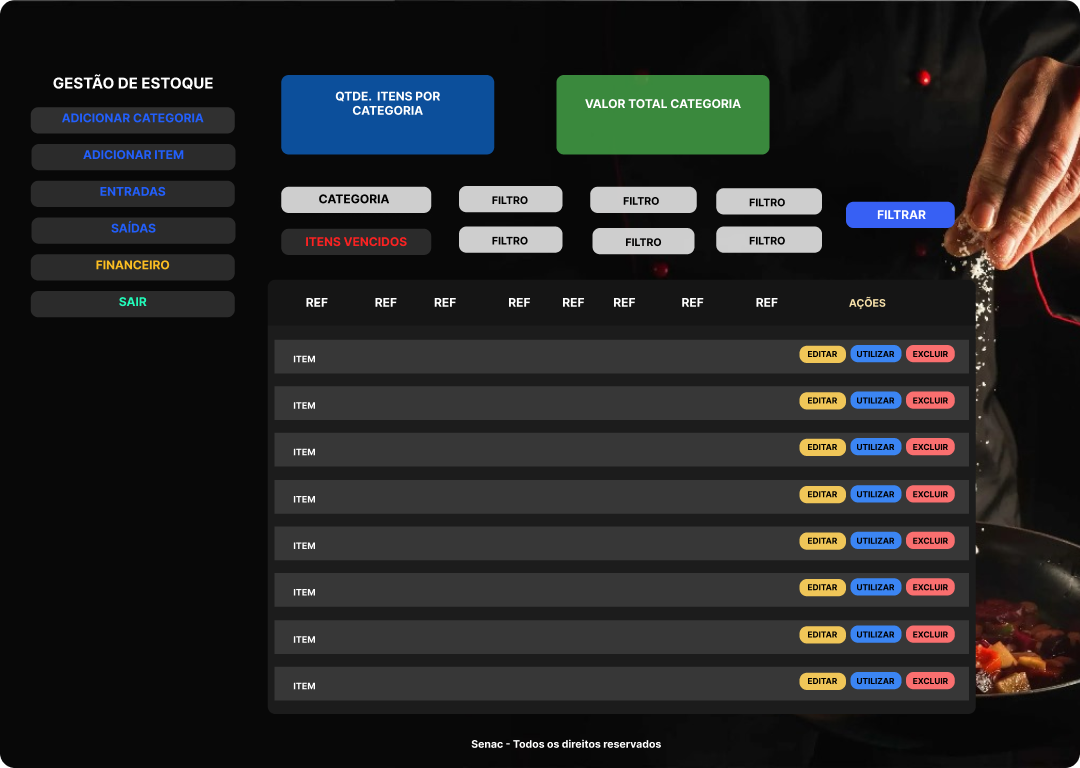 GESTÃO DE ESTOQUE
ADICIONAR CATEGORIA
ADICIONAR ITEM
ENTRADAS
SAÍDAS
FINANCEIRO
SAIR
QTDE. ITENS POR
CATEGORIA
VALOR TOTAL CATEGORIA
CATEGORIA FILTRO FILTRO FILTRO
FILTRAR
ITENS VENCIDOS FILTRO FILTRO FILTRO
REF REF REF REF REF REF REF REF AÇÕES
ITEM EDITAR UTILIZAR EXCLUIR
ITEM EDITAR UTILIZAR EXCLUIR
ITEM EDITAR UTILIZAR EXCLUIR
ITEM EDITAR UTILIZAR EXCLUIR
ITEM EDITAR UTILIZAR EXCLUIR
ITEM EDITAR UTILIZAR EXCLUIR
ITEM EDITAR UTILIZAR EXCLUIR
ITEM EDITAR UTILIZAR EXCLUIR
Senac - Todos os direitos reservados